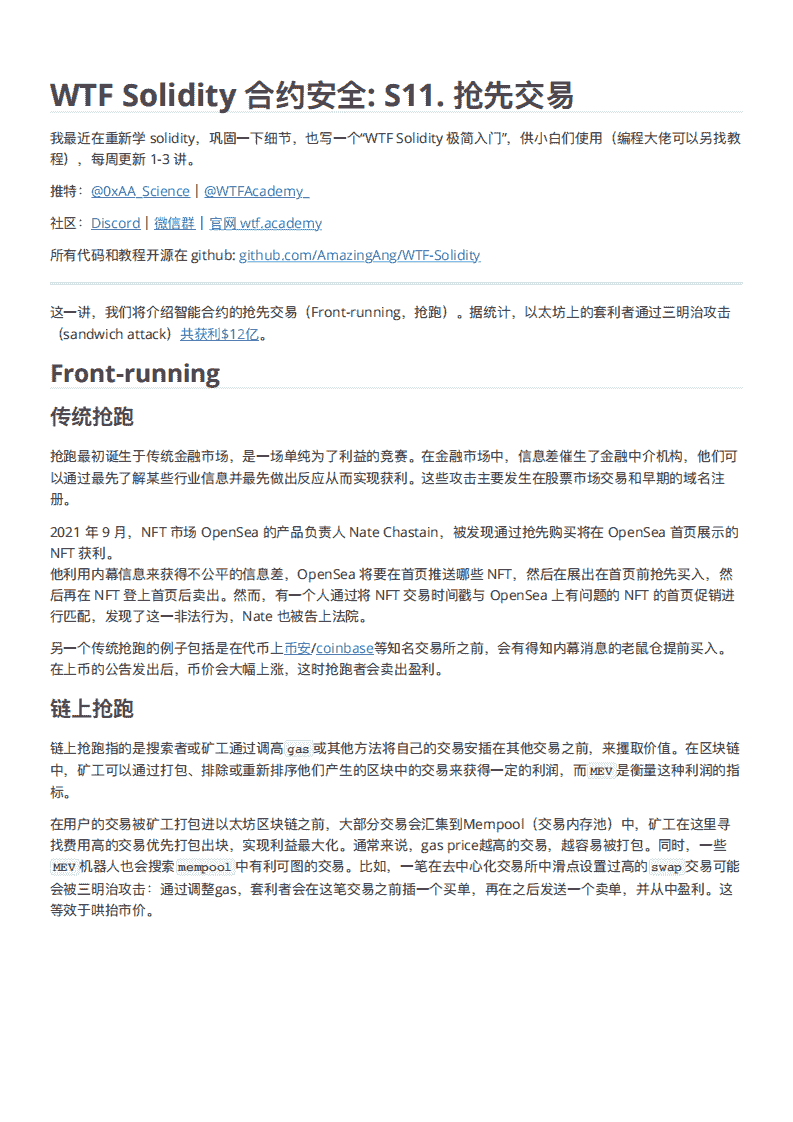 WTF Solidity 合约安全: S11. 抢先交易
我最近在重新学 solidity，巩固一下细节，也写一个“WTF Solidity 极简入门”，供小白们使用（编程大佬可以另找教
程），每周更新 1-3 讲。
推特：@0xAA_Science | @WTFAcademy_
社区：Discord | 微信群 | 官网 wtf.academy
所有代码和教程开源在 github: github.com/AmazingAng/WTF-Solidity
这一讲，我们将介绍智能合约的抢先交易（Front-running，抢跑）。据统计，以太坊上的套利者通过三明治攻击
（sandwich attack）共获利$12亿。
Front-running
传统抢跑
抢跑最初诞生于传统金融市场，是一场单纯为了利益的竞赛。在金融市场中，信息差催生了金融中介机构，他们可
以通过最先了解某些行业信息并最先做出反应从而实现获利。这些攻击主要发生在股票市场交易和早期的域名注
册。
2021 年 9 月，NFT 市场 OpenSea 的产品负责人 Nate Chastain，被发现通过抢先购买将在 OpenSea 首页展示的
NFT 获利。
他利用内幕信息来获得不公平的信息差，OpenSea 将要在首页推送哪些 NFT，然后在展出在首页前抢先买入，然
后再在 NFT 登上首页后卖出。然而，有一个人通过将 NFT 交易时间戳与 OpenSea 上有问题的 NFT 的首页促销进
行匹配，发现了这一非法行为，Nate 也被告上法院。
另一个传统抢跑的例子包括是在代币上币安/coinbase等知名交易所之前，会有得知内幕消息的老鼠仓提前买入。
在上币的公告发出后，币价会大幅上涨，这时抢跑者会卖出盈利。
链上抢跑
链上抢跑指的是搜索者或矿工通过调高gas或其他方法将自己的交易安插在其他交易之前，来攫取价值。在区块链
中，矿工可以通过打包、排除或重新排序他们产生的区块中的交易来获得一定的利润，而MEV是衡量这种利润的指
标。
在用户的交易被矿工打包进以太坊区块链之前，大部分交易会汇集到Mempool（交易内存池）中，矿工在这里寻
找费用高的交易优先打包出块，实现利益最大化。通常来说，gas price越高的交易，越容易被打包。同时，一些
MEV机器人也会搜索mempool中有利可图的交易。比如，一笔在去中心化交易所中滑点设置过高的swap交易可能
会被三明治攻击：通过调整gas，套利者会在这笔交易之前插一个买单，再在之后发送一个卖单，并从中盈利。这
等效于哄抬市价。